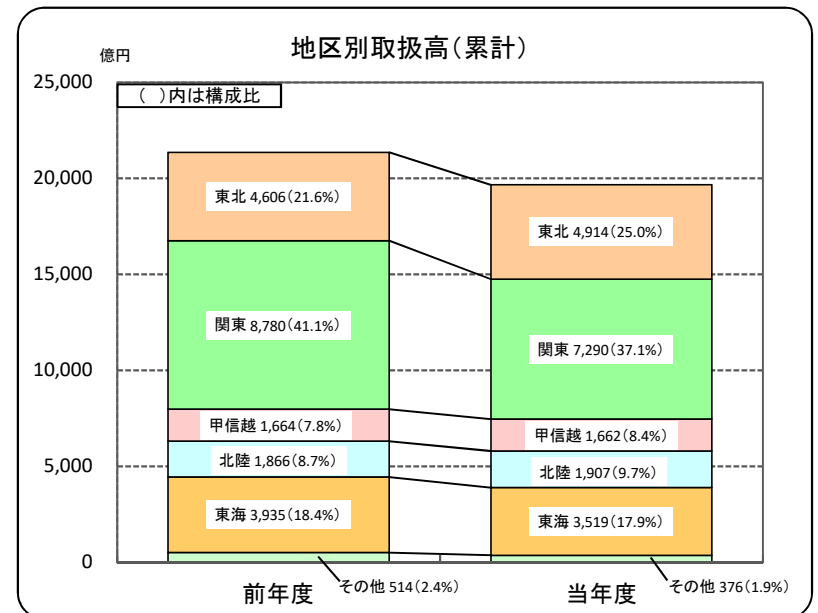 地区別取扱高(累計)
億円
( )内は構成比
25,000
20,000
15,000
10,000
5,000
0
東北 4,606(21.6%)
関東 8,780(41.1%)
甲信越 1,664(7.8%)
北陸 1,866(8.7%)
東海 3,935(18.4%)
その他 514(2.4%)
前年度
東北 4,914(25.0%)
関東 7,290(37.1%)
甲信越 1,662(8.4%)
北陸 1,907(9.7%)
東海 3,519(17.9%)
その他 376(1.9%)
当年度